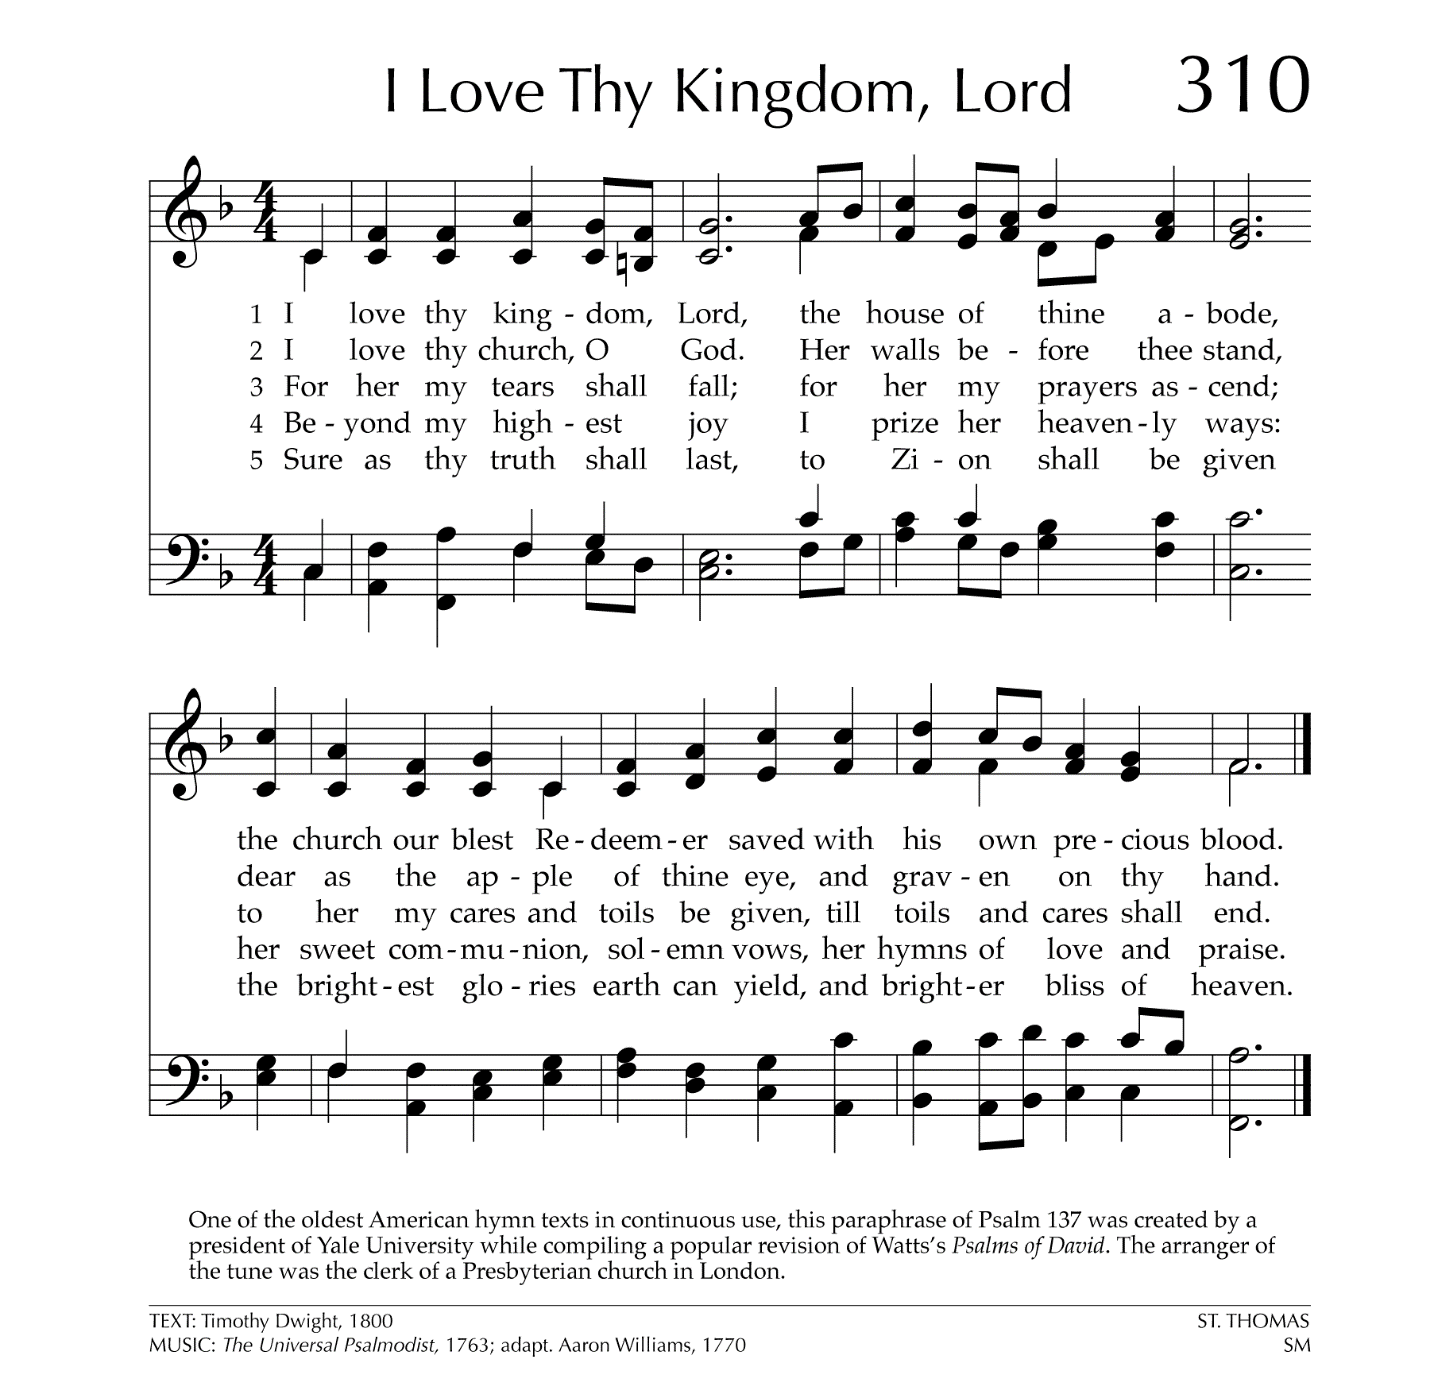 I Love Thy Kingdom, Lord 310
1 I love thy king - dom, Lord, the house of thine a - bode,
2 I love thy church, O God. Her walls be - fore thee stand,
3 For her my tears shall fall; for her my prayers as - cend;
4 Be - yond my high - est joy I prize her heaven - ly ways:
5 Sure as thy truth shall last, to Zi - on shall be given
the church our blest Re - deem - er saved with his own pre - cious blood.
dear as the ap - ple of thine eye, and grav - en on thy hand.
to her my cares and toils be given, till toils and cares shall end.
her sweet com - mu - nion, sol - emn vows, her hymns of love and praise.
the bright - est glo - ries earth can yield, and bright - er bliss of heaven.
One of the oldest American hymn texts in continuous use, this paraphrase of Psalm 137 was created by a
president of Yale University while compiling a popular revision of Watts's Psalms of David. The arranger of
the tune was the clerk of a Presbyterian church in London.
TEXT: Timothy Dwight, 1800 ST. THOMAS
MUSIC: The Universal Psalmodist, 1763; adapt. Aaron Williams, 1770 SM